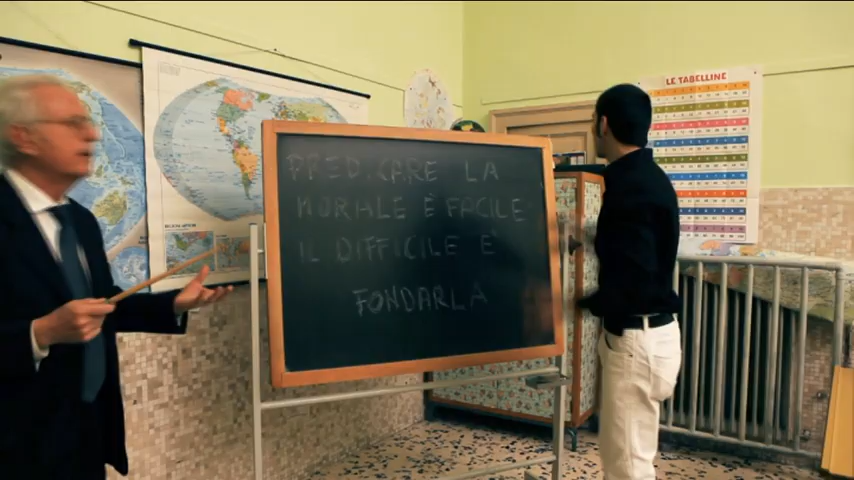 LE TABELLINE
PREDICARE LA
MORALE È FACILE
IL DIFFICILE E'
FONDARLA